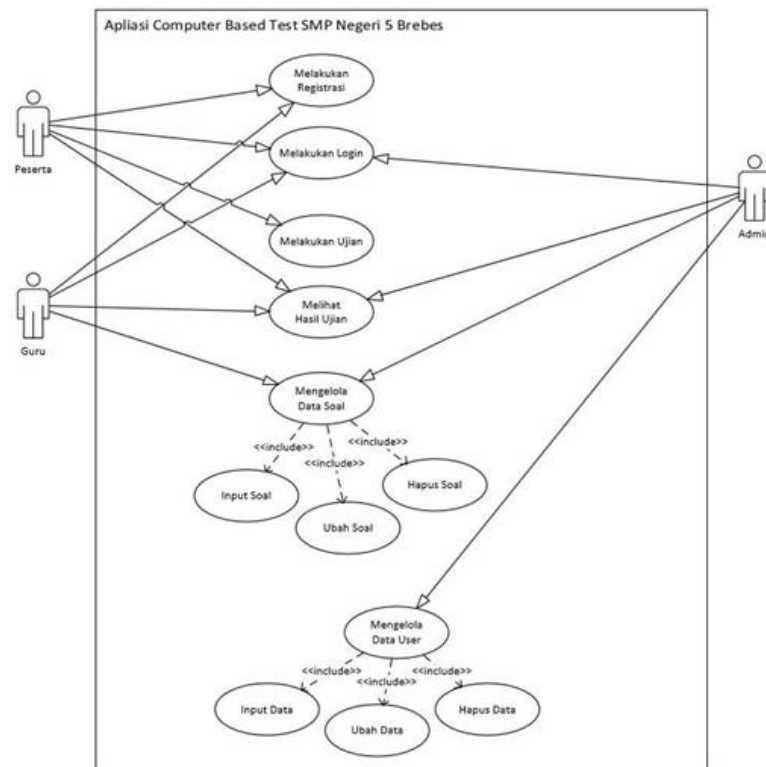 Apliasi Computer Based Test SMP Negeri 5 Brebes
Melakukan
Registrasi
Peserta
Melakukan Login
Admin
Melakukan Ujian
Guru
Melihat
Hasil Ujian
Mengelola
Data Soal
<<include>>
<<include>>
<<include>>
Input Soal
Hapus Soal
Ubah Soal
Mengelola
Data User
<<include>>
<<include>>
<<include>>
Input Data
Hapus Data
Ubah Data